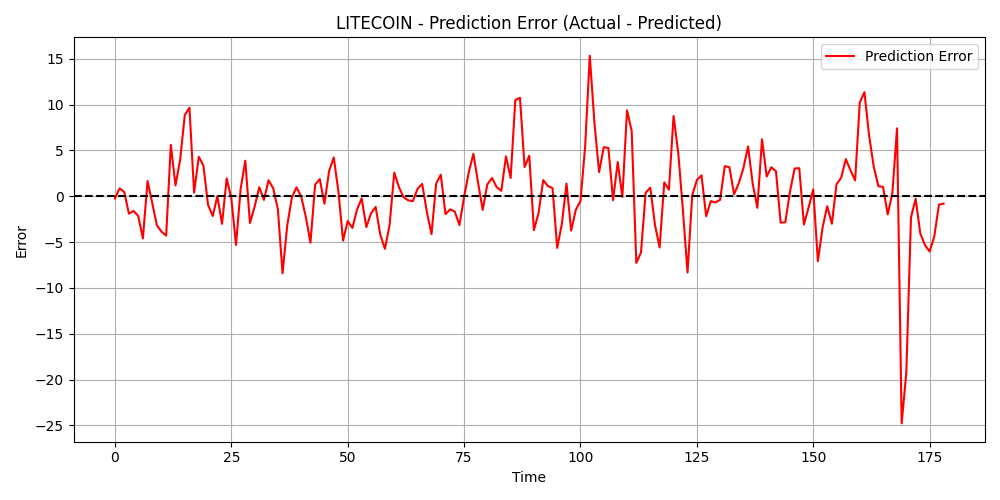 LITECOIN - Prediction Error (Actual - Predicted)
Prediction Error
Error
15
10
5
0
−5
−10
−15
−20
−25
0 25 50 75 100 125 150 175
Time